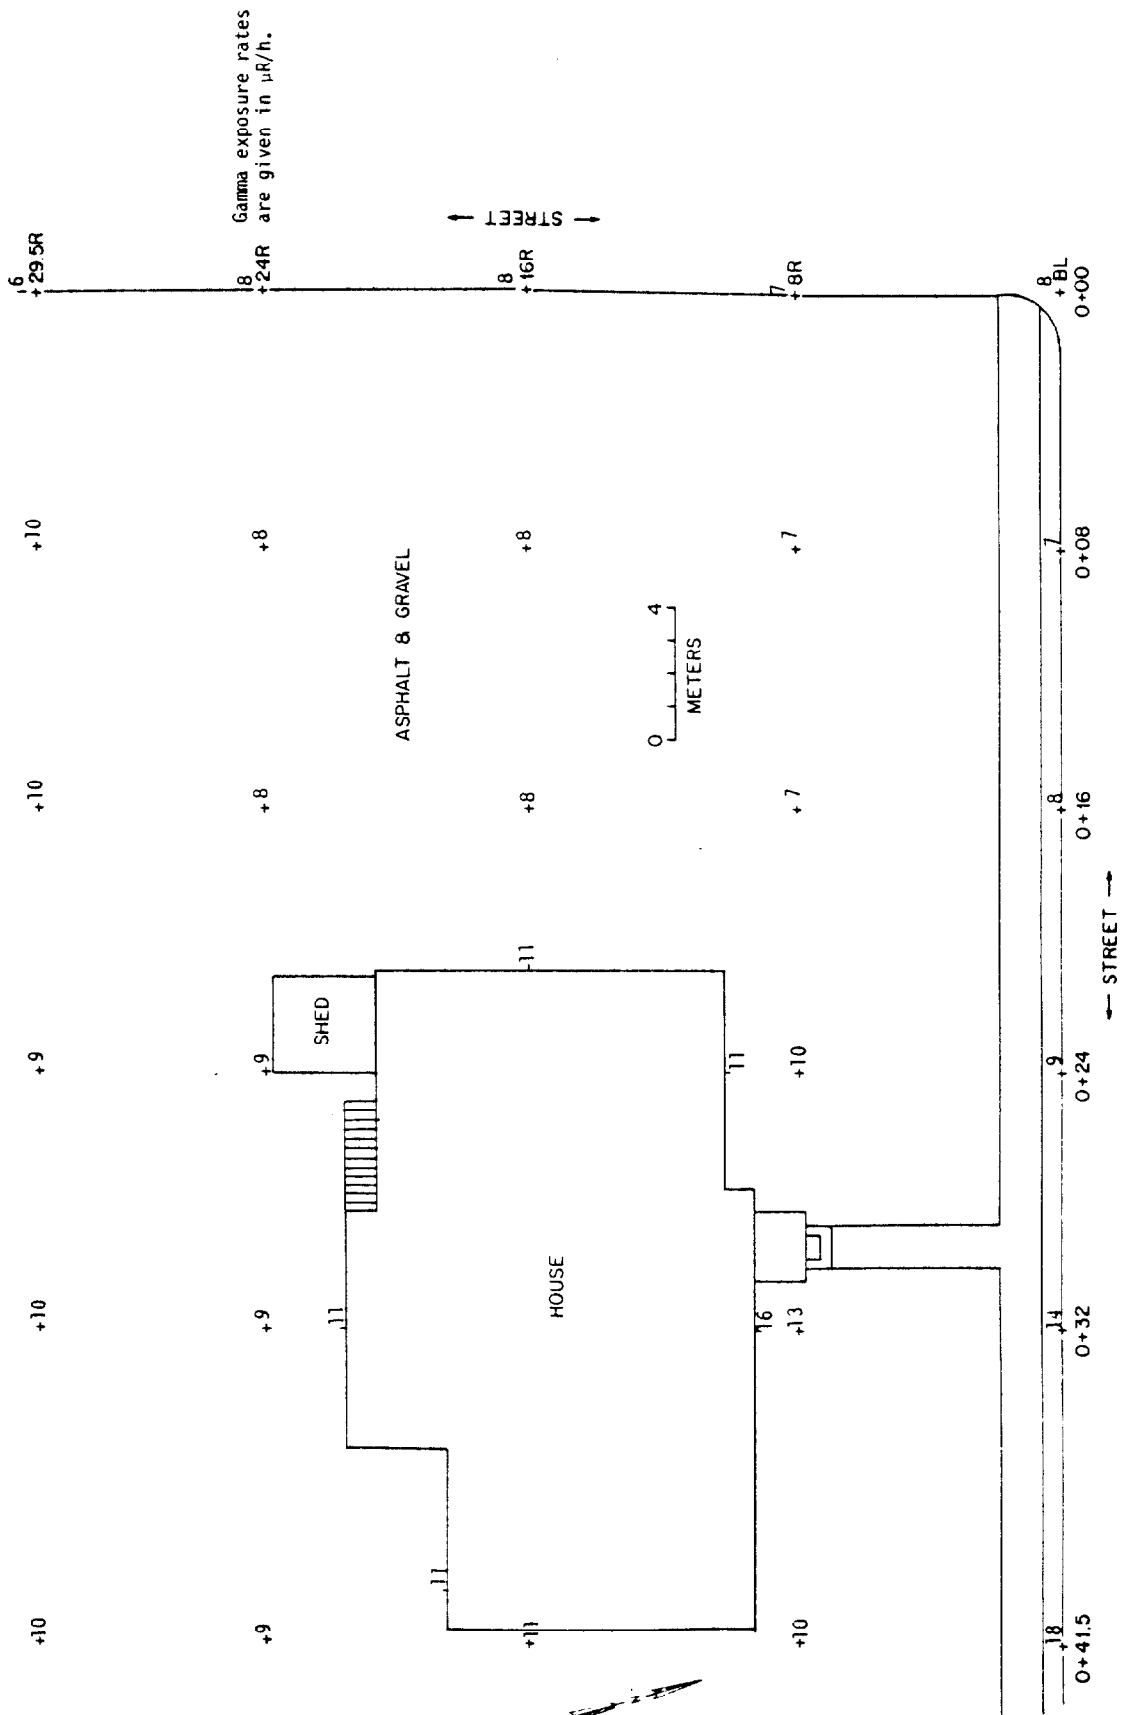 +10 +10 +9 +10 +10 6
+29.5R
+9 +9 +9 +8 +8 8
+24R
Gamma exposure rates
are given in µR/h.
SHED
11
ASPHALT & GRAVEL
11
← STREET →
+11 11 +8 +8 8
+16R
HOUSE
0 4
METERS
11
16
+10 +13 +10 +7 +7 7
+8R
+18 14 +9 +8 7 8
+BL
0+41.5 0+32 0+24 0+16 0+08 0+00
← STREET →